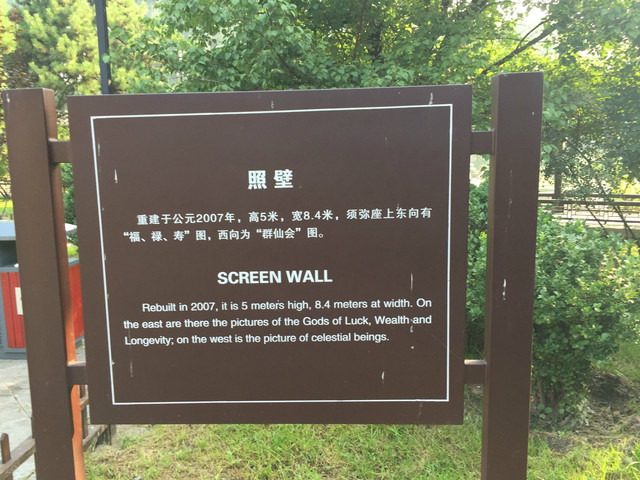 照壁
重建于公元2007年，高5米，宽8.4米，须弥座上东向有
“福、禄、寿”图，西向为“群仙会”图。
SCREEN WALL
Rebuilt in 2007, it is 5 meters high, 8.4 meters at width. On
the east are there the pictures of the Gods of Luck, Wealth and
Longevity; on the west is the picture of celestial beings.